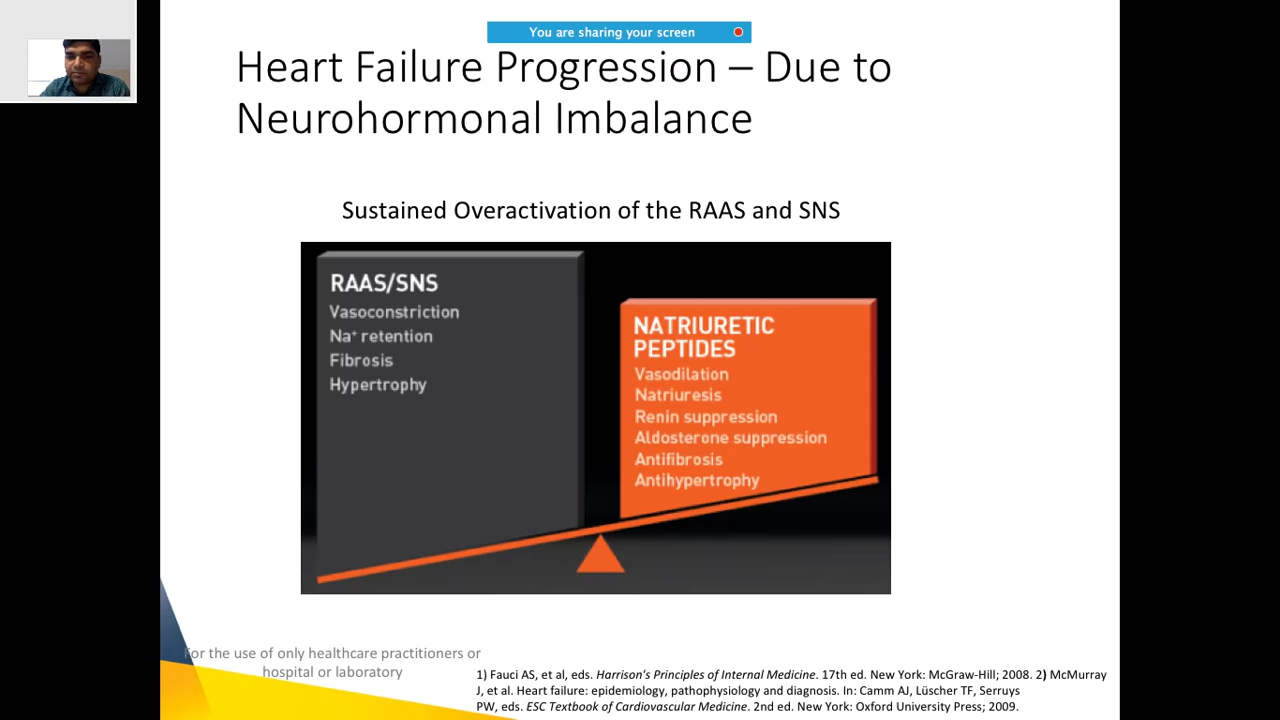 You are sharing your screen
Heart Failure Progression – Due to
Neurohormonal Imbalance
Sustained Overactivation of the RAAS and SNS
RAAS/SNS
Vasoconstriction
Na⁺ retention
Fibrosis
Hypertrophy
NATRIURETIC
PEPTIDES
Vasodilation
Natriuresis
Renin suppression
Aldosterone suppression
Antifibrosis
Antihypertrophy
For the use of only healthcare practitioners or
hospital or laboratory
1) Fauci AS, et al, eds. Harrison's Principles of Internal Medicine. 17th ed. New York: McGraw-Hill; 2008. 2) McMurray
J, et al. Heart failure: epidemiology, pathophysiology and diagnosis. In: Camm AJ, Lüscher TF, Serruys
PW, eds. ESC Textbook of Cardiovascular Medicine. 2nd ed. New York: Oxford University Press; 2009.